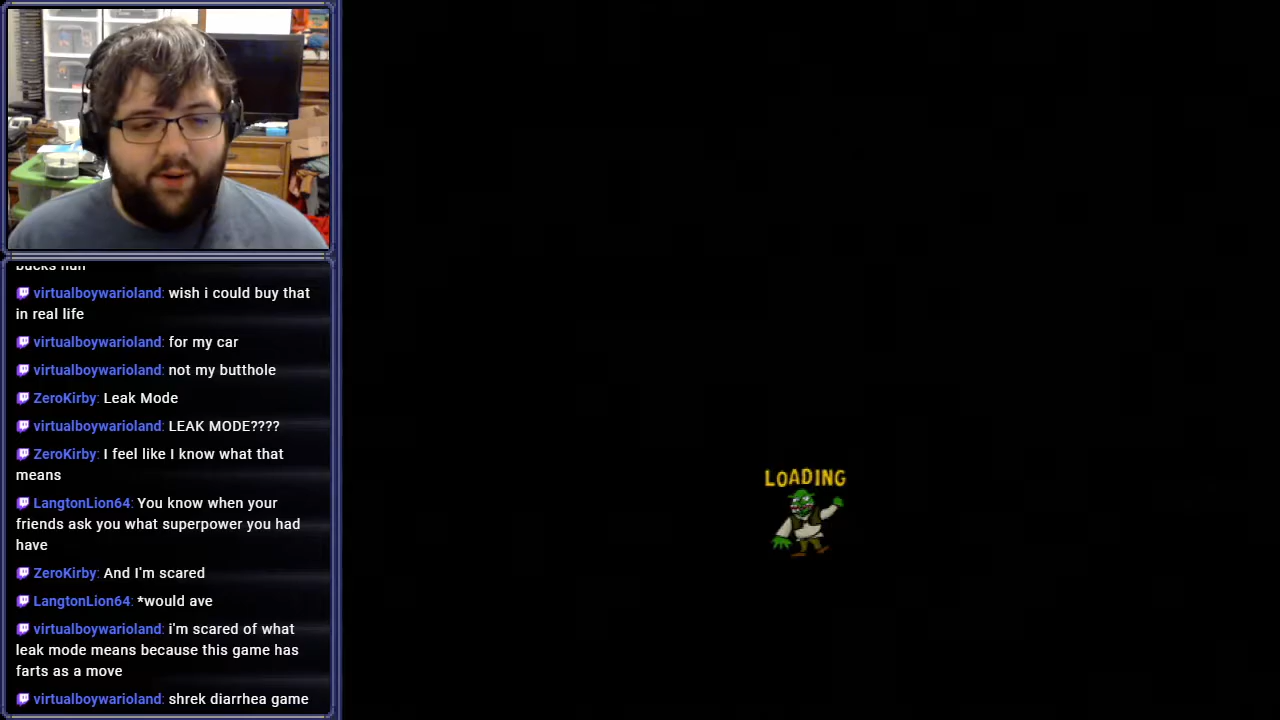 virtualboywarioland: wish i could buy that
in real life
virtualboywarioland: for my car
virtualboywarioland: not my butthole
ZeroKirby: Leak Mode
virtualboywarioland: LEAK MODE????
ZeroKirby: I feel like I know what that
means
LangtonLion64: You know when your
friends ask you what superpower you had
have
ZeroKirby: And I'm scared
LangtonLion64: *would ave
virtualboywarioland: i'm scared of what
leak mode means because this game has
farts as a move
virtualboywarioland: shrek diarrhea game
LOADING